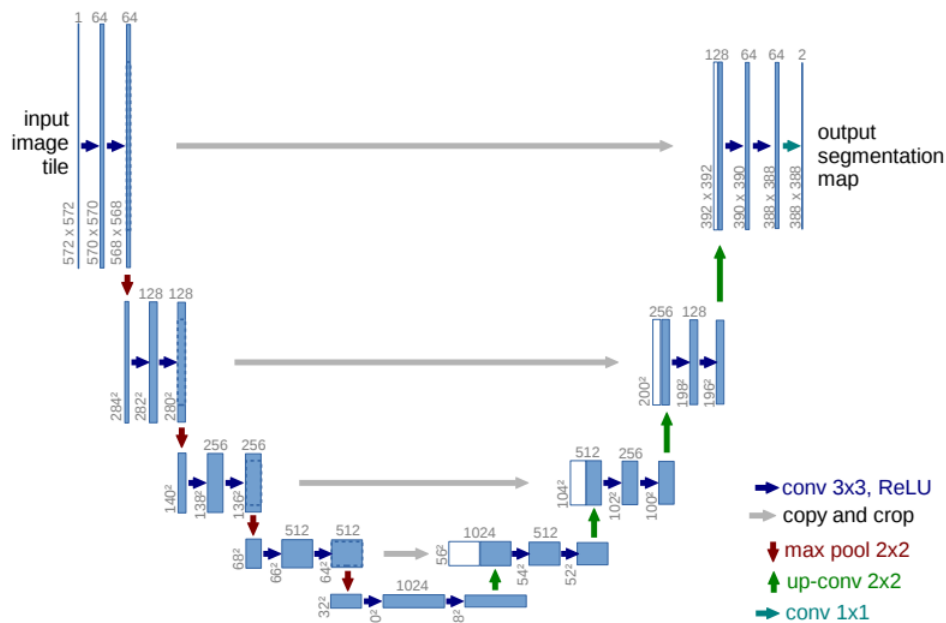 1 64 64
input
image
tile
572 x 572
570 x 570
568 x 568
128 64 64 2
392 x 392
390 x 390
388 x 388
388 x 388
output
segmentation
map
128 128
284²
282²
280²
256 128
200²
198²
196²
256 256
140²
138²
136²
512 256
104²
102²
100²
512 512
68²
66²
64²
1024 512
56²
54²
52²
1024
32²
0²
8²
conv 3x3, ReLU
copy and crop
max pool 2x2
up-conv 2x2
conv 1x1